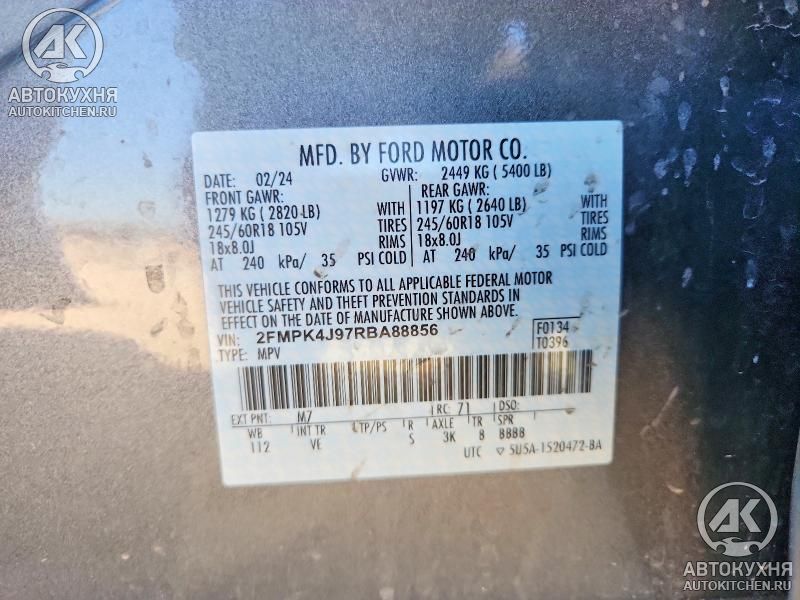 АК
АВТОКУХНЯ
AUTOKITCHEN.RU
MFD. BY FORD MOTOR CO.
DATE: 02/24 GVWR: 2449 KG ( 5400 LB)
FRONT GAWR: REAR GAWR:
1279 KG ( 2820 LB) WITH 1197 KG ( 2640 LB) WITH
245/60R18 105V TIRES 245/60R18 105V TIRES
18x8.0J RIMS 18x8.0J RIMS
AT 240 kPa/ 35 PSI COLD AT 240 kPa/ 35 PSI COLD
THIS VEHICLE CONFORMS TO ALL APPLICABLE FEDERAL MOTOR
VEHICLE SAFETY AND THEFT PREVENTION STANDARDS IN
EFFECT ON THE DATE OF MANUFACTURE SHOWN ABOVE.
VIN: 2FMPK4J97RBA88856 F0134
TYPE: MPV T0396
EXT PNT: M7 RC: 71 DSO:
WB INT TR TP/PS R AXLE TR SPR
112 VE S 3K 8 BBBB
UTC ▽ 5U5A-1520472-BA
АК
АВТОКУХНЯ
AUTOKITCHEN.RU